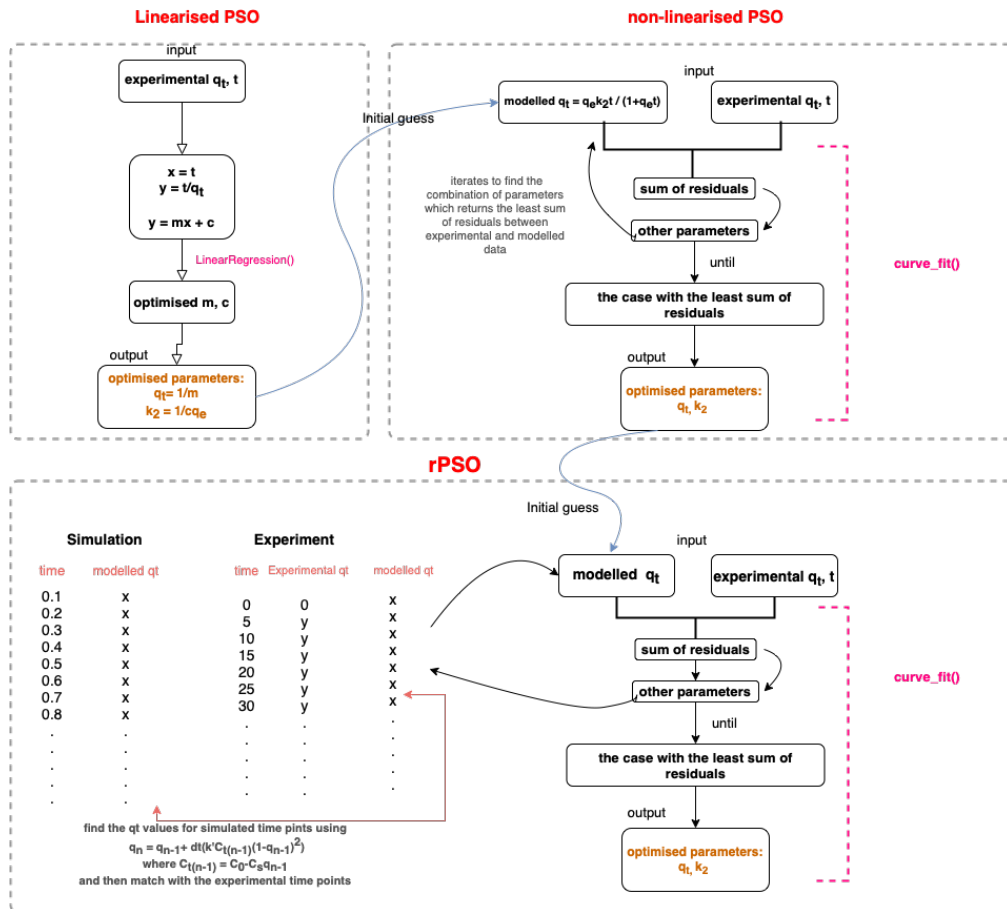 Linearised PSO
input
experimental qt, t
x = t
y = t/qt
y = mx + c
LinearRegression()
optimised m, c
output
optimised parameters:
qt= 1/m
k2 = 1/cqe
non-linearised PSO
Initial guess
input
modelled qt = qek2t / (1+qet)
experimental qt, t
iterates to find the
combination of parameters
which returns the least sum
of residuals between
experimental and modelled
data
sum of residuals
other parameters
until
the case with the least sum of
residuals
output
optimised parameters:
qt, k2
curve_fit()
rPSO
Initial guess
Simulation
time modelled qt
0.1 x
0.2 x
0.3 x
0.4 x
0.5 x
0.6 x
0.7 x
0.8 x
. .
. .
. .
. .
. .
Experiment
time Experimental qt modelled qt
0 0 x
5 y x
10 y x
15 y x
20 y x
25 y x
30 y x
. . .
. . .
. . .
. . .
. . .
find the qt values for simulated time pints using
qn = qn-1+ dt(k'Ct(n-1)(1-qn-1)^2)
where Ct(n-1) = C0-Csqn-1
and then match with the experimental time points
input
modelled qt
experimental qt, t
sum of residuals
other parameters
until
the case with the least sum of
residuals
output
optimised parameters:
qt, k2
curve_fit()